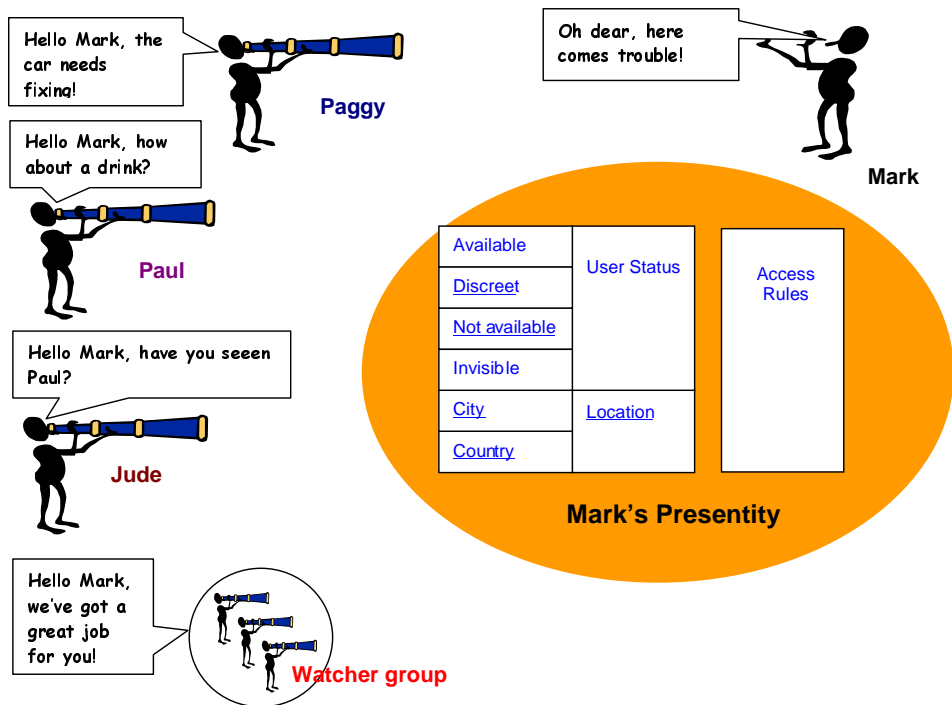 Hello Mark, the
car needs
fixing!
Paggy
Oh dear, here
comes trouble!
Mark
Hello Mark, how
about a drink?
Paul
Hello Mark, have you seeen
Paul?
Jude
Available
Discreet
Not available
Invisible
City
Country
User Status
Location
Access
Rules
Mark's Presentity
Hello Mark,
we've got a
great job
for you!
Watcher group